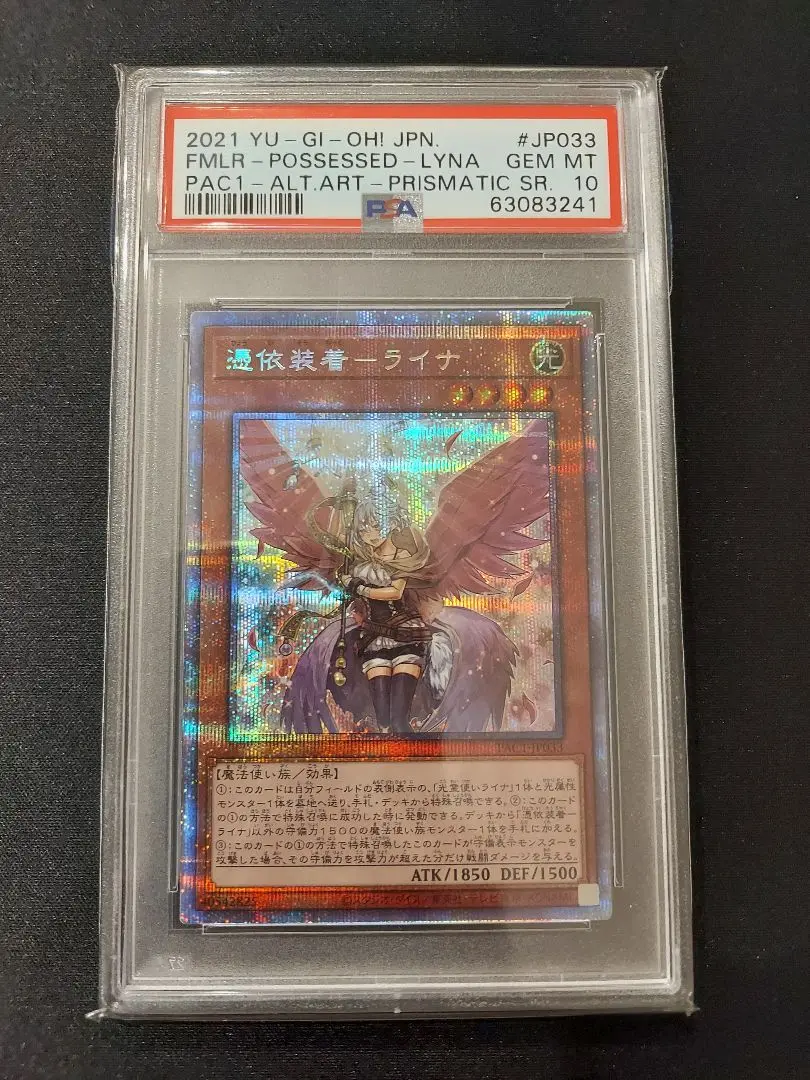 2021 YU-GI-OH! JPN. #JP033
FMLR-POSSESSED-LYNA GEM MT
PAC1-ALT.ART-PRISMATIC SR. 10
PSA 63083241
憑依装着－ライナ 光
PAC1-JP033
【魔法使い族／効果】
①：このカードは自分フィールドの表側表示の、「光霊使いライナ」1体と光属性
モンスター1体を墓地へ送り、手札・デッキから特殊召喚できる。②：このカード
の①の方法で特殊召喚に成功した時に発動できる。デッキから「憑依装着－
ライナ」以外の守備力1500の魔法使い族モンスター1体を手札に加える。
③：このカードの①の方法で特殊召喚したこのカードが守備表示モンスターを
攻撃した場合、その守備力を攻撃力が超えた分だけ戦闘ダメージを与える。
ATK/1850 DEF/1500
40542825